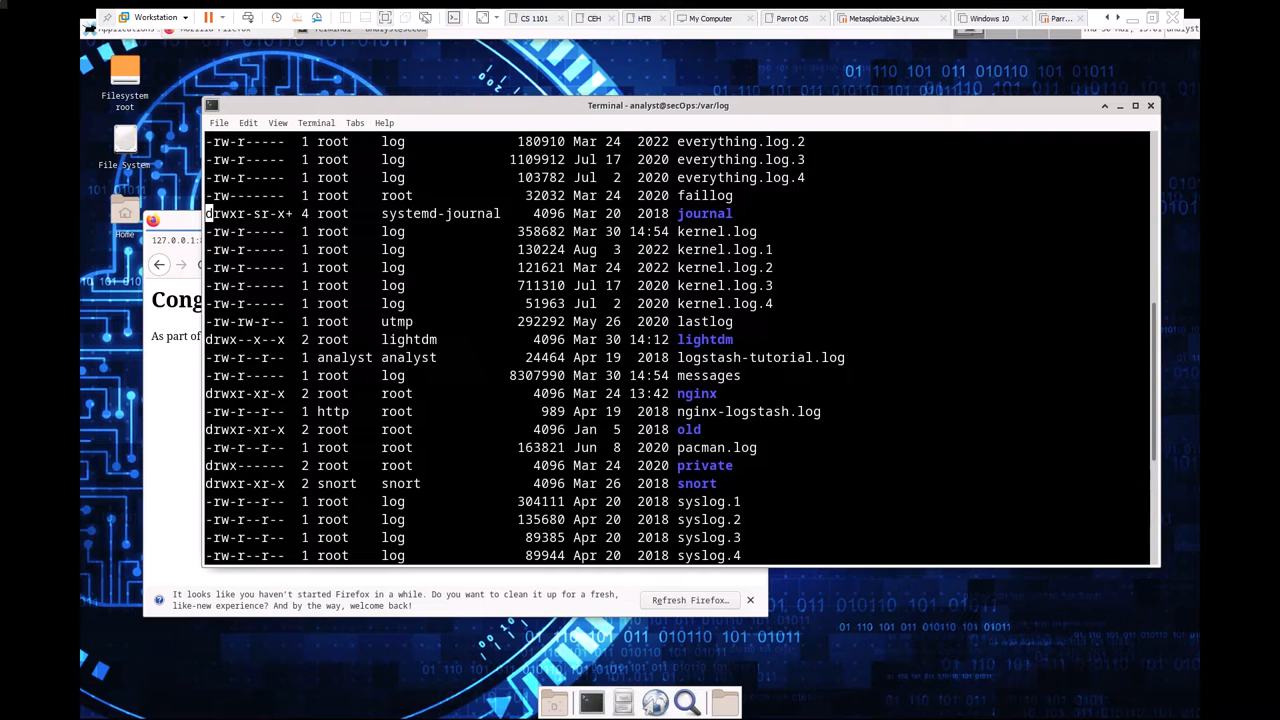 Workstation
CS 1101
CEH
HTB
My Computer
Parrot OS
Metasploitable3-Linux
Windows 10
Parr...
Filesystem
root
File System
Home
Terminal - analyst@secOps:/var/log
File Edit View Terminal Tabs Help
-rw-r----- 1 root log 180910 Mar 24 2022 everything.log.2
-rw-r----- 1 root log 1109912 Jul 17 2020 everything.log.3
-rw-r----- 1 root log 103782 Jul 2 2020 everything.log.4
-rw------- 1 root root 32032 Mar 24 2020 faillog
drwxr-sr-x+ 4 root systemd-journal 4096 Mar 20 2018 journal
-rw-r----- 1 root log 358682 Mar 30 14:54 kernel.log
-rw-r----- 1 root log 130224 Aug 3 2022 kernel.log.1
-rw-r----- 1 root log 121621 Mar 24 2022 kernel.log.2
-rw-r----- 1 root log 711310 Jul 17 2020 kernel.log.3
-rw-r----- 1 root log 51963 Jul 2 2020 kernel.log.4
-rw-rw-r-- 1 root utmp 292292 May 26 2020 lastlog
drwx--x--x 2 root lightdm 4096 Mar 30 14:12 lightdm
-rw-r--r-- 1 analyst analyst 24464 Apr 19 2018 logstash-tutorial.log
-rw-r----- 1 root log 8307990 Mar 30 14:54 messages
drwxr-xr-x 2 root root 4096 Mar 24 13:42 nginx
-rw-r--r-- 1 http root 989 Apr 19 2018 nginx-logstash.log
drwxr-xr-x 2 root root 4096 Jan 5 2018 old
-rw-r--r-- 1 root root 163821 Jun 8 2020 pacman.log
drwx------ 2 root root 4096 Mar 24 2020 private
drwxr-xr-x 2 snort snort 4096 Mar 26 2018 snort
-rw-r--r-- 1 root log 304111 Apr 20 2018 syslog.1
-rw-r--r-- 1 root log 135680 Apr 20 2018 syslog.2
-rw-r--r-- 1 root log 89385 Apr 20 2018 syslog.3
-rw-r--r-- 1 root log 89944 Apr 20 2018 syslog.4
127.0.0.1:
Cong
As part of
It looks like you haven't started Firefox in a while. Do you want to clean it up for a fresh,
like-new experience? And by the way, welcome back!
Refresh Firefox…